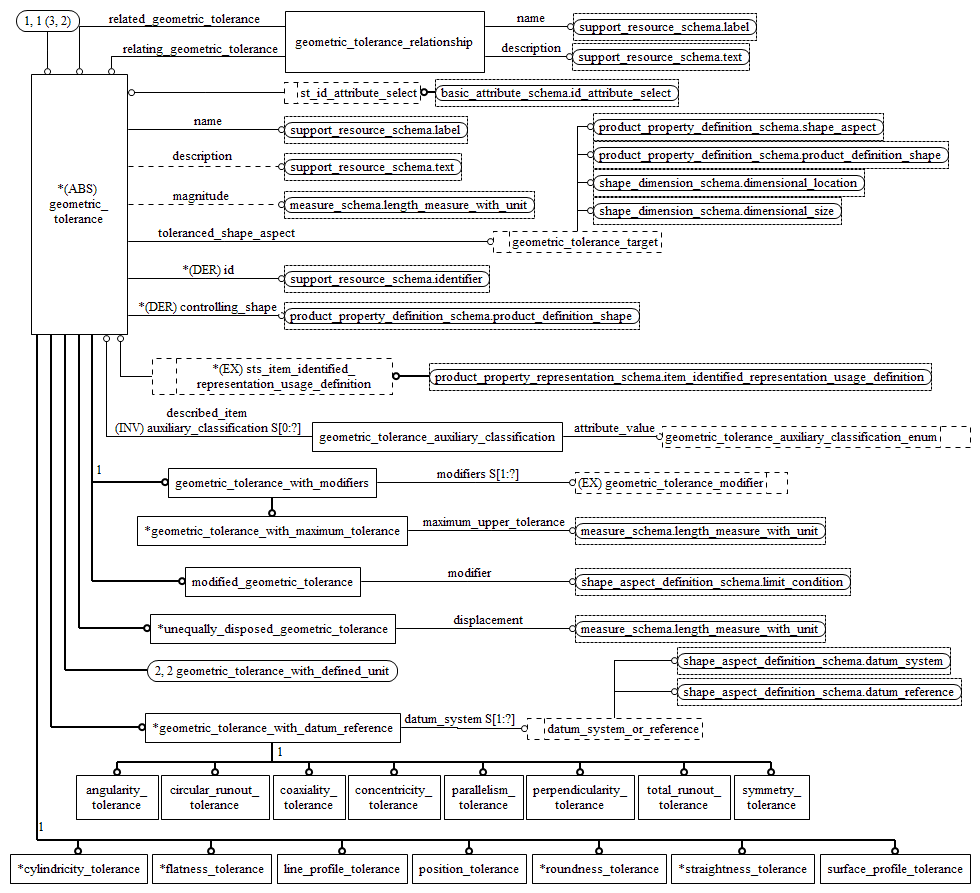 1, 1 (3, 2)
related_geometric_tolerance
relating_geometric_tolerance
geometric_tolerance_relationship
name
support_resource_schema.label
description
support_resource_schema.text
st_id_attribute_select
basic_attribute_schema.id_attribute_select
*(ABS)
geometric_
tolerance
name
support_resource_schema.label
description
support_resource_schema.text
magnitude
measure_schema.length_measure_with_unit
product_property_definition_schema.shape_aspect
product_property_definition_schema.product_definition_shape
shape_dimension_schema.dimensional_location
shape_dimension_schema.dimensional_size
toleranced_shape_aspect
geometric_tolerance_target
*(DER) id
support_resource_schema.identifier
*(DER) controlling_shape
product_property_definition_schema.product_definition_shape
*(EX) sts_item_identified_
representation_usage_definition
product_property_representation_schema.item_identified_representation_usage_definition
described_item
(INV) auxiliary_classification S[0:?]
geometric_tolerance_auxiliary_classification
attribute_value
geometric_tolerance_auxiliary_classification_enum
1
geometric_tolerance_with_modifiers
modifiers S[1:?]
(EX) geometric_tolerance_modifier
*geometric_tolerance_with_maximum_tolerance
maximum_upper_tolerance
measure_schema.length_measure_with_unit
modified_geometric_tolerance
modifier
shape_aspect_definition_schema.limit_condition
*unequally_disposed_geometric_tolerance
displacement
measure_schema.length_measure_with_unit
2, 2 geometric_tolerance_with_defined_unit
shape_aspect_definition_schema.datum_system
shape_aspect_definition_schema.datum_reference
*geometric_tolerance_with_datum_reference
datum_system S[1:?]
datum_system_or_reference
1
angularity_
tolerance
circular_runout_
tolerance
coaxiality_
tolerance
concentricity_
tolerance
parallelism_
tolerance
perpendicularity_
tolerance
total_runout_
tolerance
symmetry_
tolerance
1
*cylindricity_tolerance
*flatness_tolerance
line_profile_tolerance
position_tolerance
*roundness_tolerance
*straightness_tolerance
surface_profile_tolerance